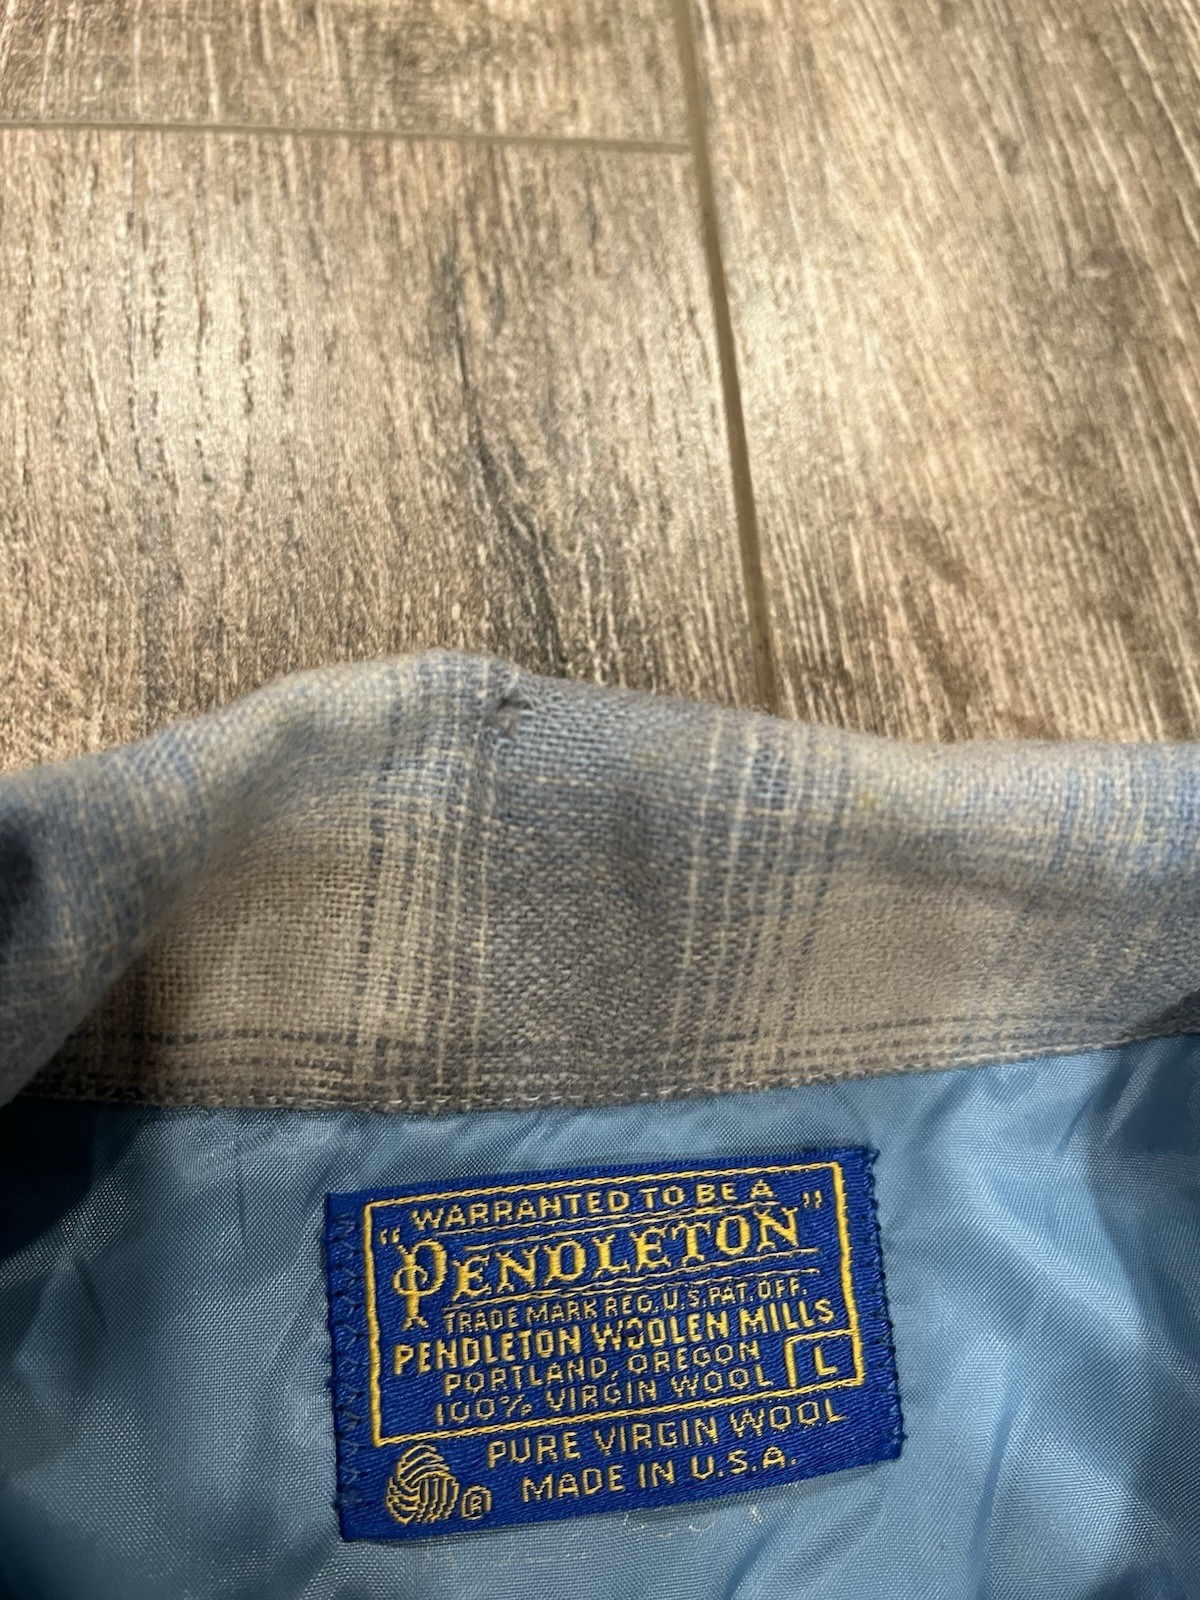 WARRANTED TO BE A
"PENDLETON"
TRADE MARK REG. U.S. PAT. OFF.
PENDLETON WOOLEN MILLS
PORTLAND, OREGON
100% VIRGIN WOOL
L
PURE VIRGIN WOOL
® MADE IN U.S.A.